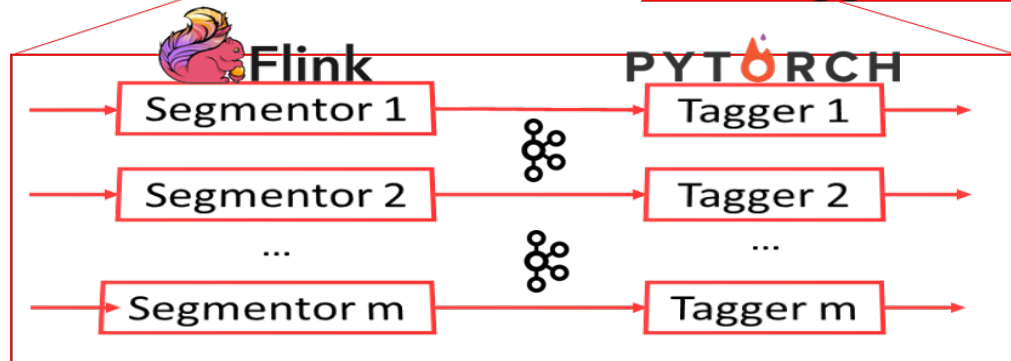 Flink PYTORCH
Segmentor 1 Tagger 1
Segmentor 2 Tagger 2
... ...
Segmentor m Tagger m